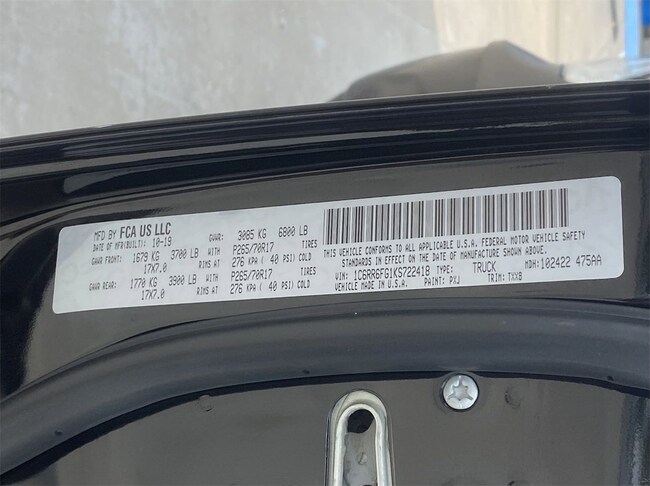 MFD BY FCA US LLC GVWR: 3085 KG 6800 LB
DATE OF MFR(BUILT): 10-19
GAWR FRONT: 1679 KG 3700 LB P265/70R17 TIRES
17X7.0 RIMS AT 276 KPA ( 40 PSI) COLD
GAWR REAR: 1770 KG 3900 LB P265/70R17 TIRES
17X7.0 RIMS AT 276 KPA ( 40 PSI) COLD
THIS VEHICLE CONFORMS TO ALL APPLICABLE U.S.A. FEDERAL MOTOR VEHICLE SAFETY
STANDARDS IN EFFECT ON THE DATE OF MANUFACTURE SHOWN ABOVE.
VIN: 1C6RR6FG1KS722418 TYPE: TRUCK MDH: 102422 475AA
VEHICLE MADE IN U.S.A. PAINT: PXJ TRIM: TXX8